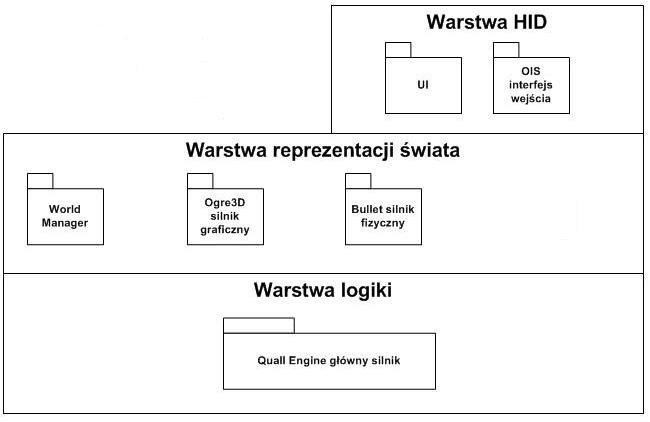 Warstwa HID
UI
OIS
interfejs
wejścia
Warstwa reprezentacji świata
World
Manager
Ogre3D
silnik
graficzny
Bullet silnik
fizyczny
Warstwa logiki
Quall Engine główny silnik